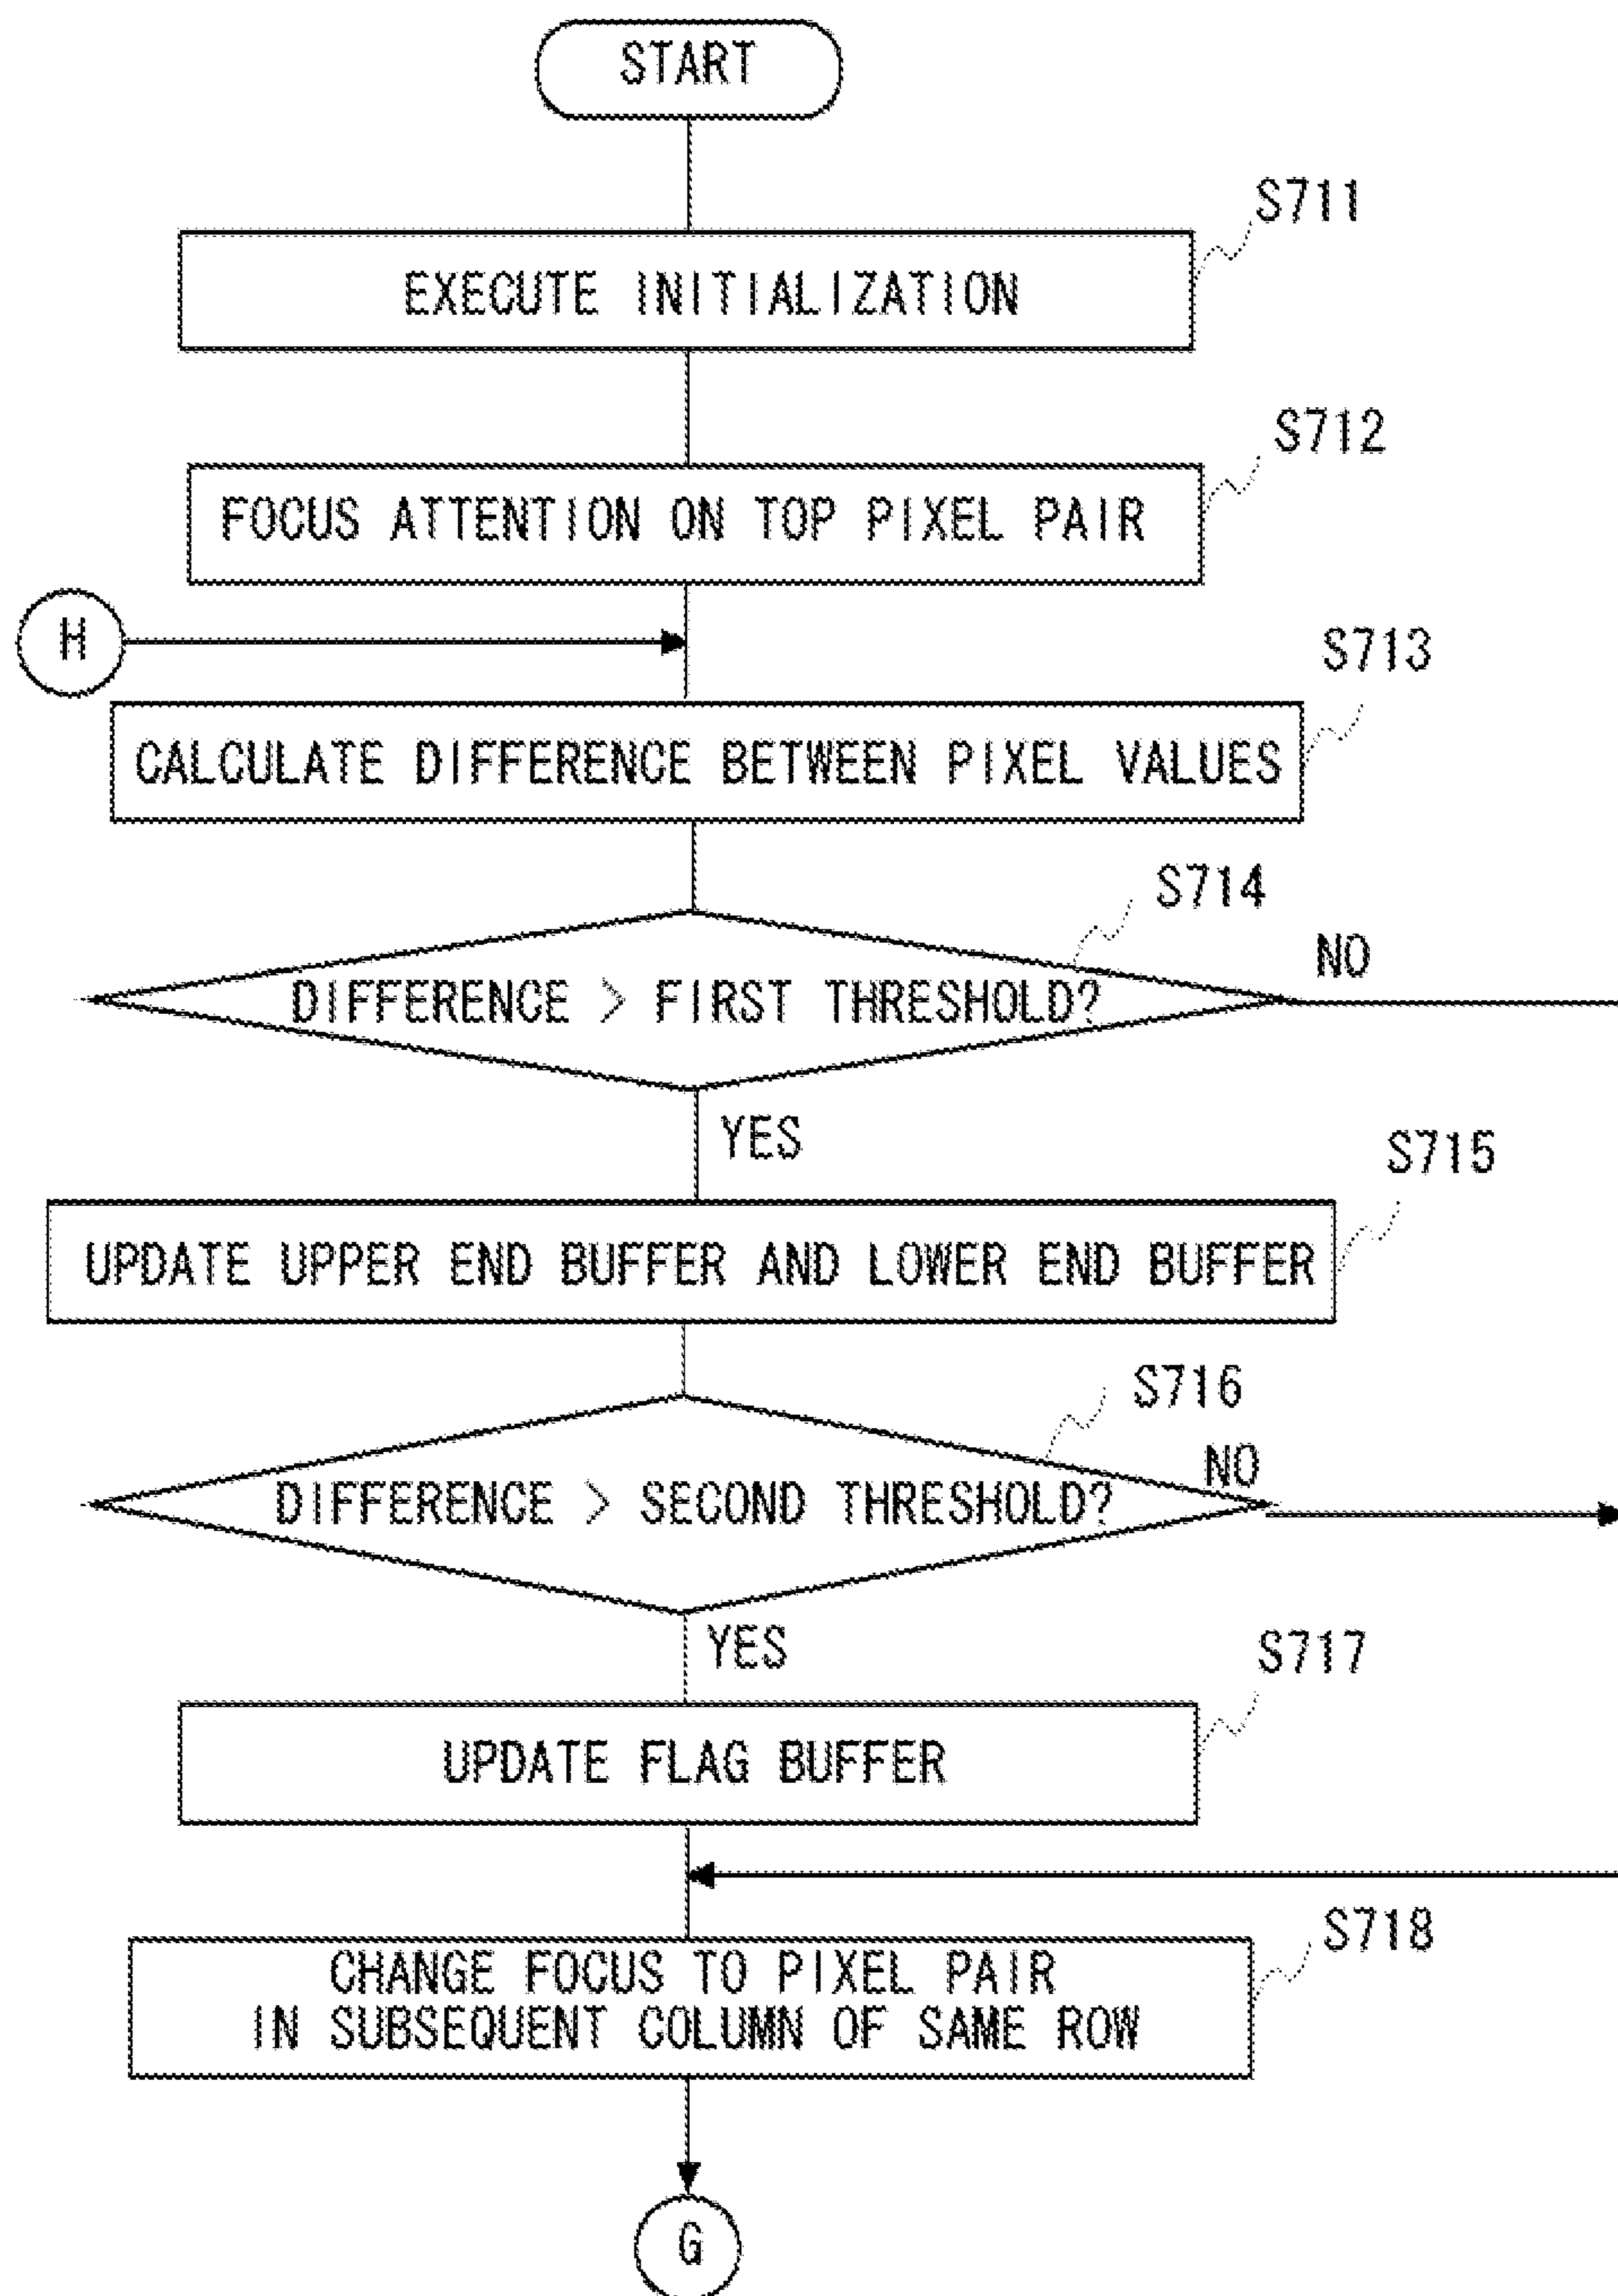 START
S711
EXECUTE INITIALIZATION
S712
FOCUS ATTENTION ON TOP PIXEL PAIR
H
S713
CALCULATE DIFFERENCE BETWEEN PIXEL VALUES
S714
NO
DIFFERENCE > FIRST THRESHOLD?
YES
S715
UPDATE UPPER END BUFFER AND LOWER END BUFFER
S716
NO
DIFFERENCE > SECOND THRESHOLD?
YES
S717
UPDATE FLAG BUFFER
S718
CHANGE FOCUS TO PIXEL PAIR
IN SUBSEQUENT COLUMN OF SAME ROW
G